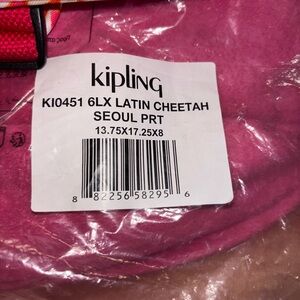 kipling
KI0451 6LX LATIN CHEETAH
SEOUL PRT
13.75X17.25X8
8 82256 58295 6